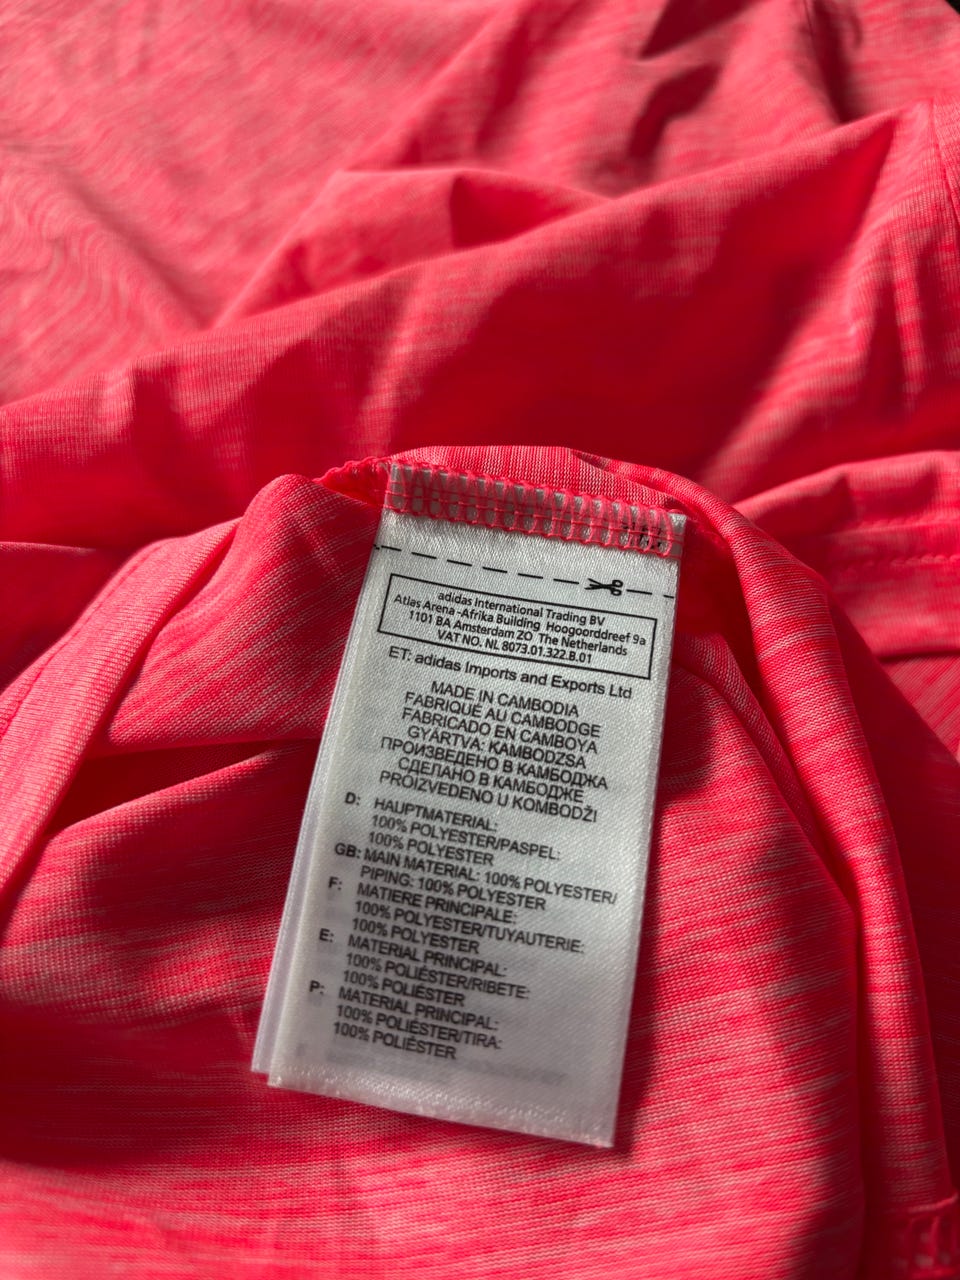 adidas International Trading BV
Atlas Arena -Afrika Building Hoogoorddreef 9a
1101 BA Amsterdam ZO The Netherlands
VAT NO. NL 8073.01.322.B.01
ET: adidas Imports and Exports Ltd
MADE IN CAMBODIA
FABRIQUÉ AU CAMBODGE
FABRICADO EN CAMBOYA
GYÁRTVA: KAMBODZSA
ПРОИЗВЕДЕНО В КАМБОДЖА
СДЕЛАНО В КАМБОДЖЕ
PROIZVEDENO U KOMBODŽI
D: HAUPTMATERIAL:
100% POLYESTER/PASPEL:
100% POLYESTER
GB: MAIN MATERIAL: 100% POLYESTER/
PIPING: 100% POLYESTER
F: MATIERE PRINCIPALE:
100% POLYESTER/TUYAUTERIE:
100% POLYESTER
E: MATERIAL PRINCIPAL:
100% POLIÉSTER/RIBETE:
100% POLIÉSTER
P: MATERIAL PRINCIPAL:
100% POLIÉSTER/TIRA:
100% POLIÉSTER